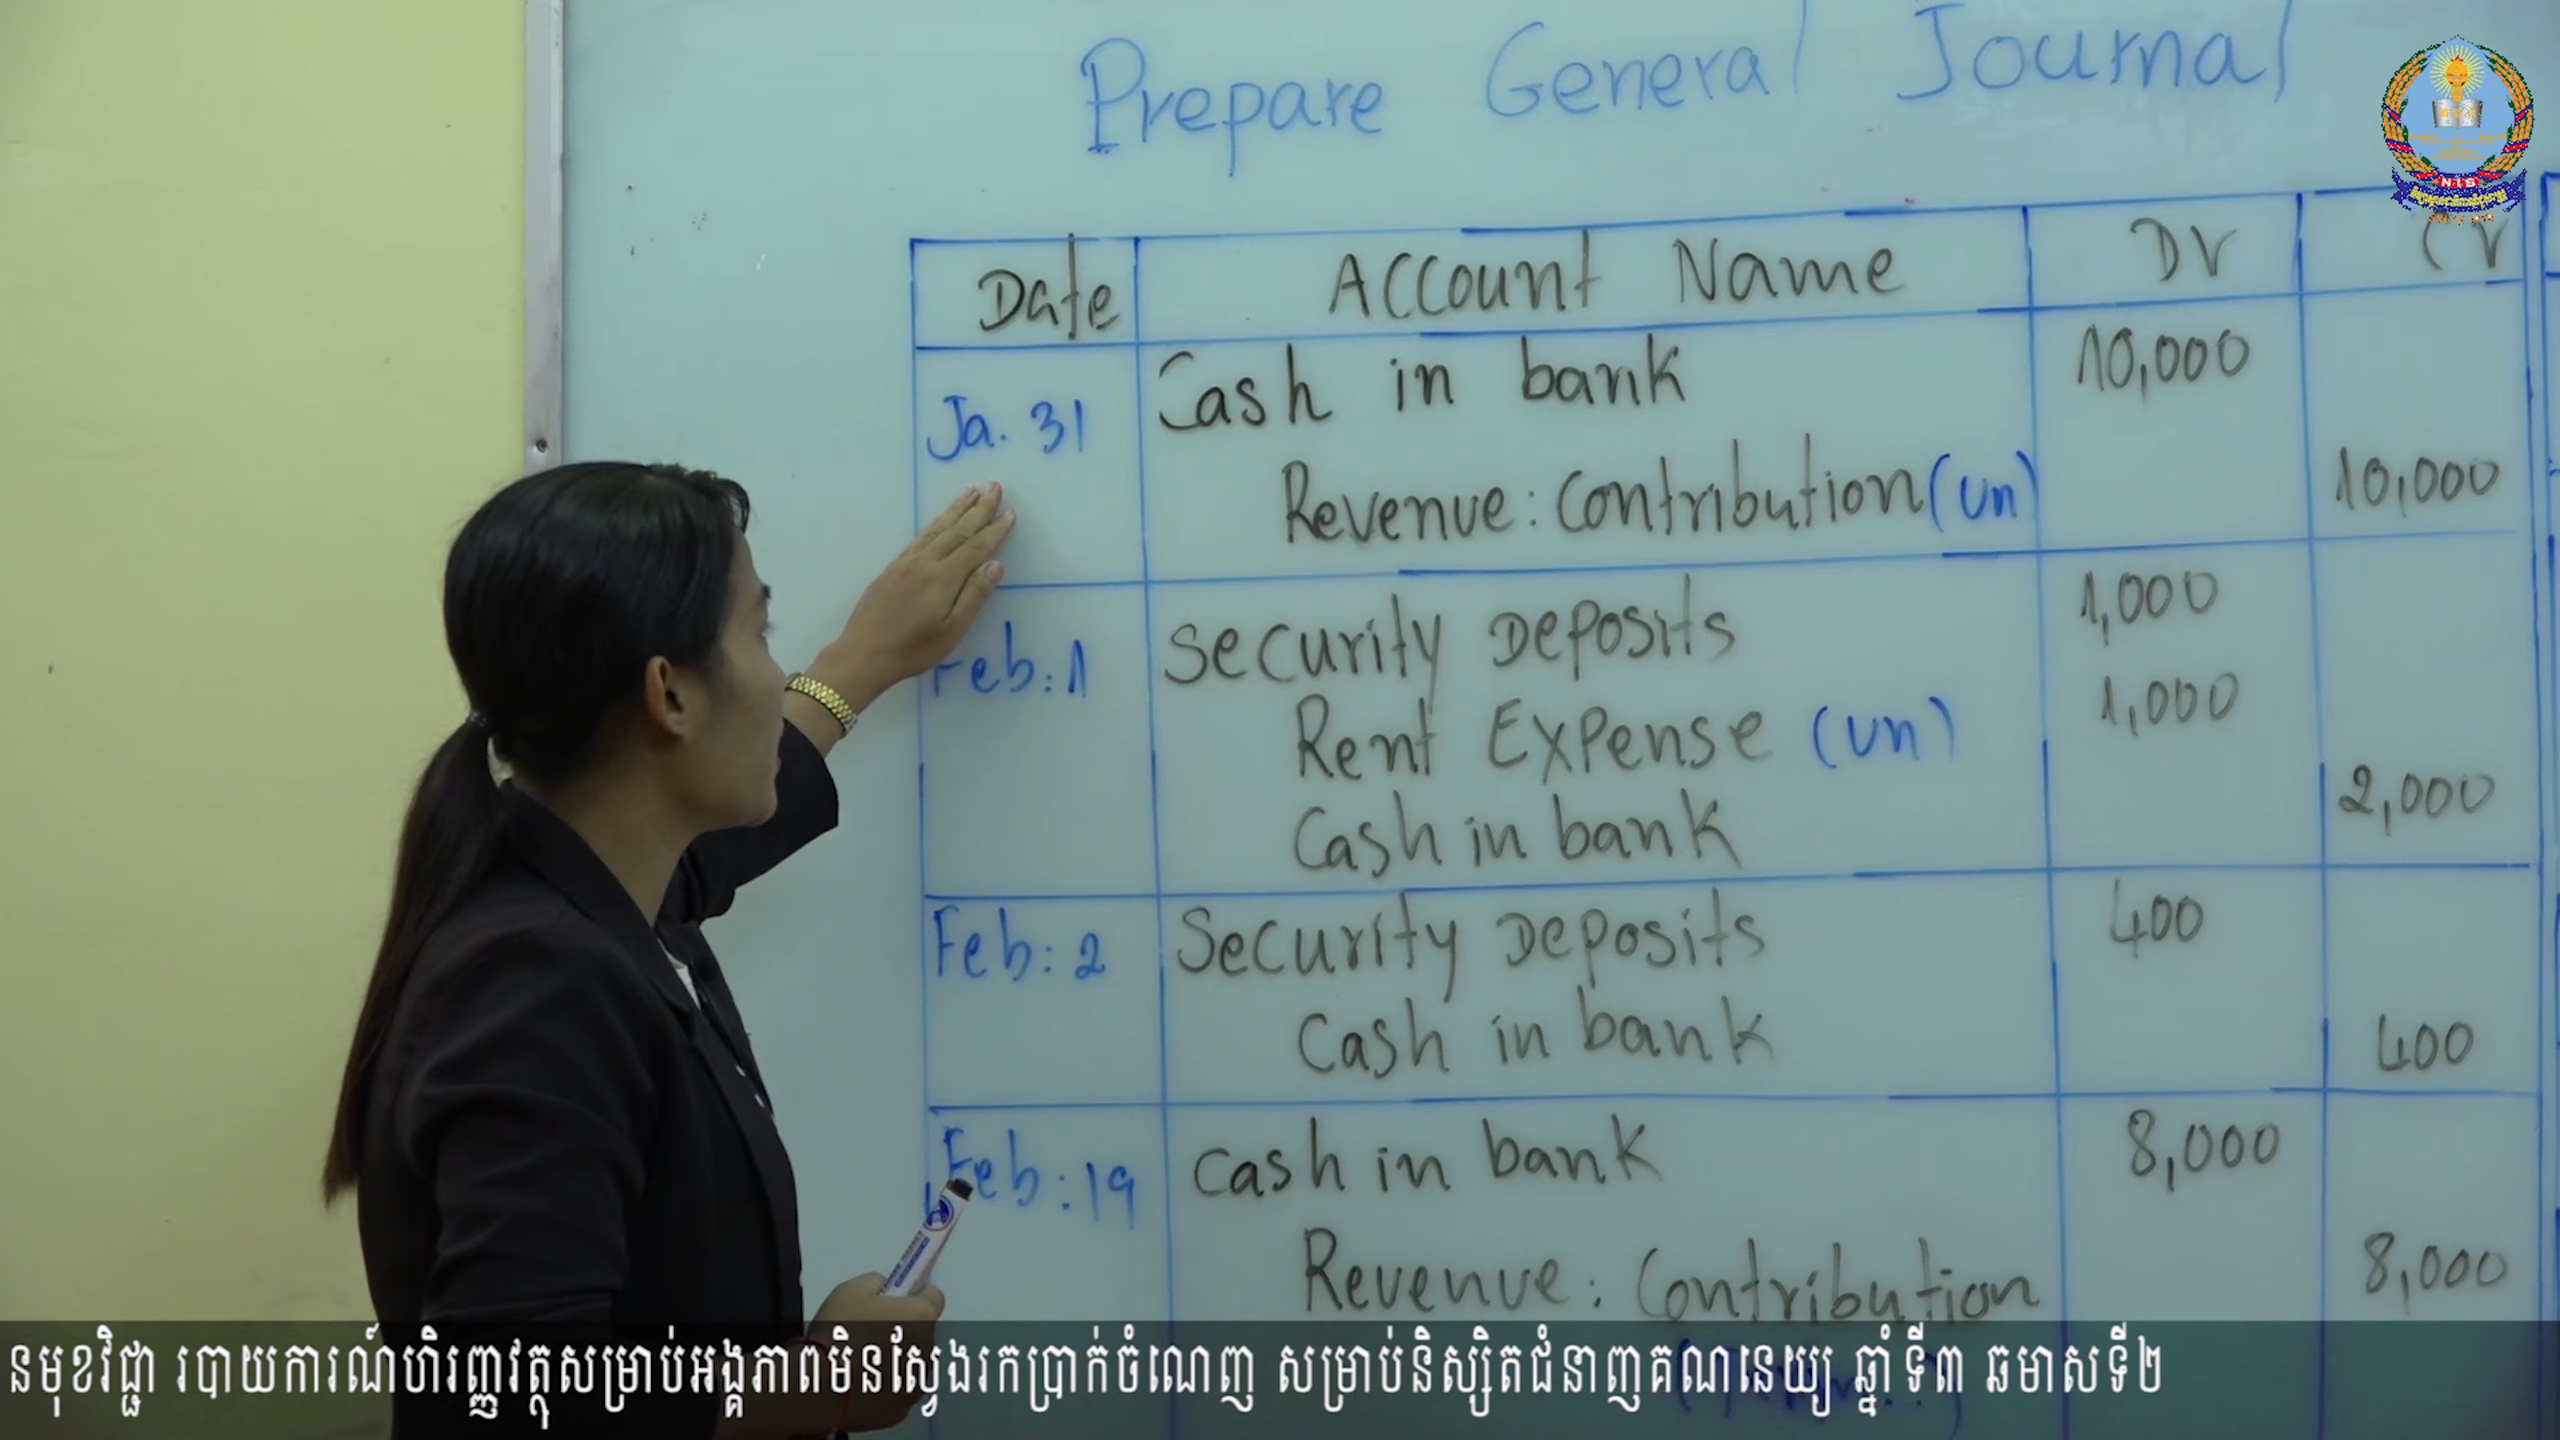 Prepare General Journal
Date Account Name Dr Cr
Ja. 31 Cash in bank 10,000
Revenue: Contribution (un) 10,000
Feb: 1 Security Deposits 1,000
Rent Expense (un) 1,000
Cash in bank 2,000
Feb: 2 Security Deposits 400
Cash in bank 400
Feb: 19 Cash in bank 8,000
Revenue: Contribution 8,000
នមុខវិជ្ជា របាយការណ៍ហិរញ្ញវត្ថុសម្រាប់អង្គភាពមិនស្វែងរកប្រាក់ចំណេញ សម្រាប់និស្សិតជំនាញគណនេយ្យ ឆ្នាំទី៣ ឆមាសទី២